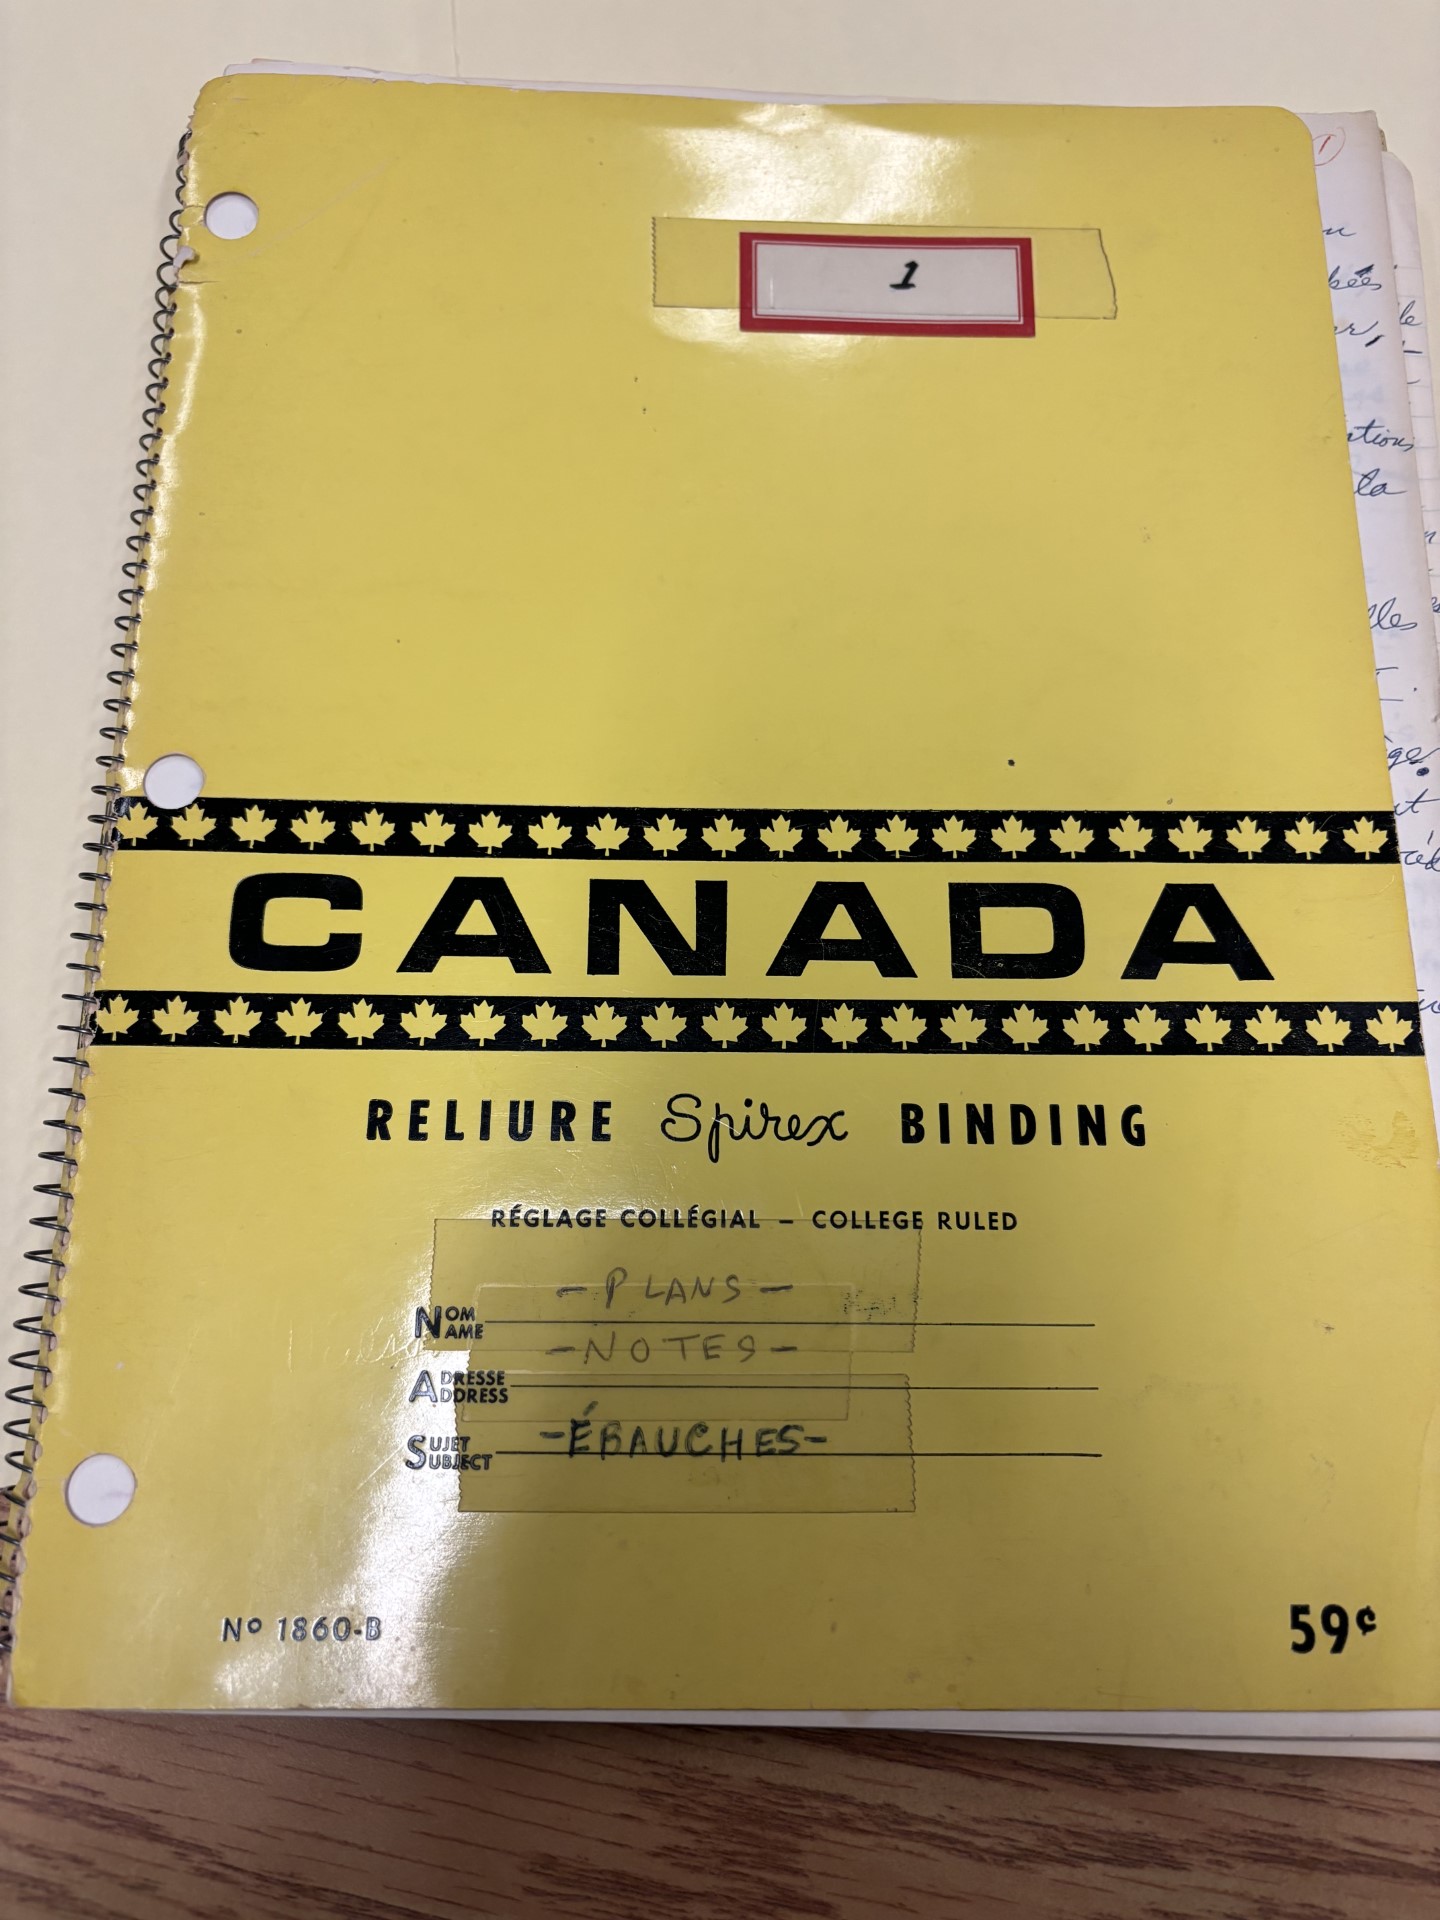 1
CANADA
RELIURE Spirex BINDING
RÉGLAGE COLLÉGIAL – COLLEGE RULED
- PLANS -
NOM
NAME
- NOTES -
ADRESSE
ADDRESS
- ÉBAUCHES -
SUJET
SUBJECT
Nº 1860-B
59¢
la